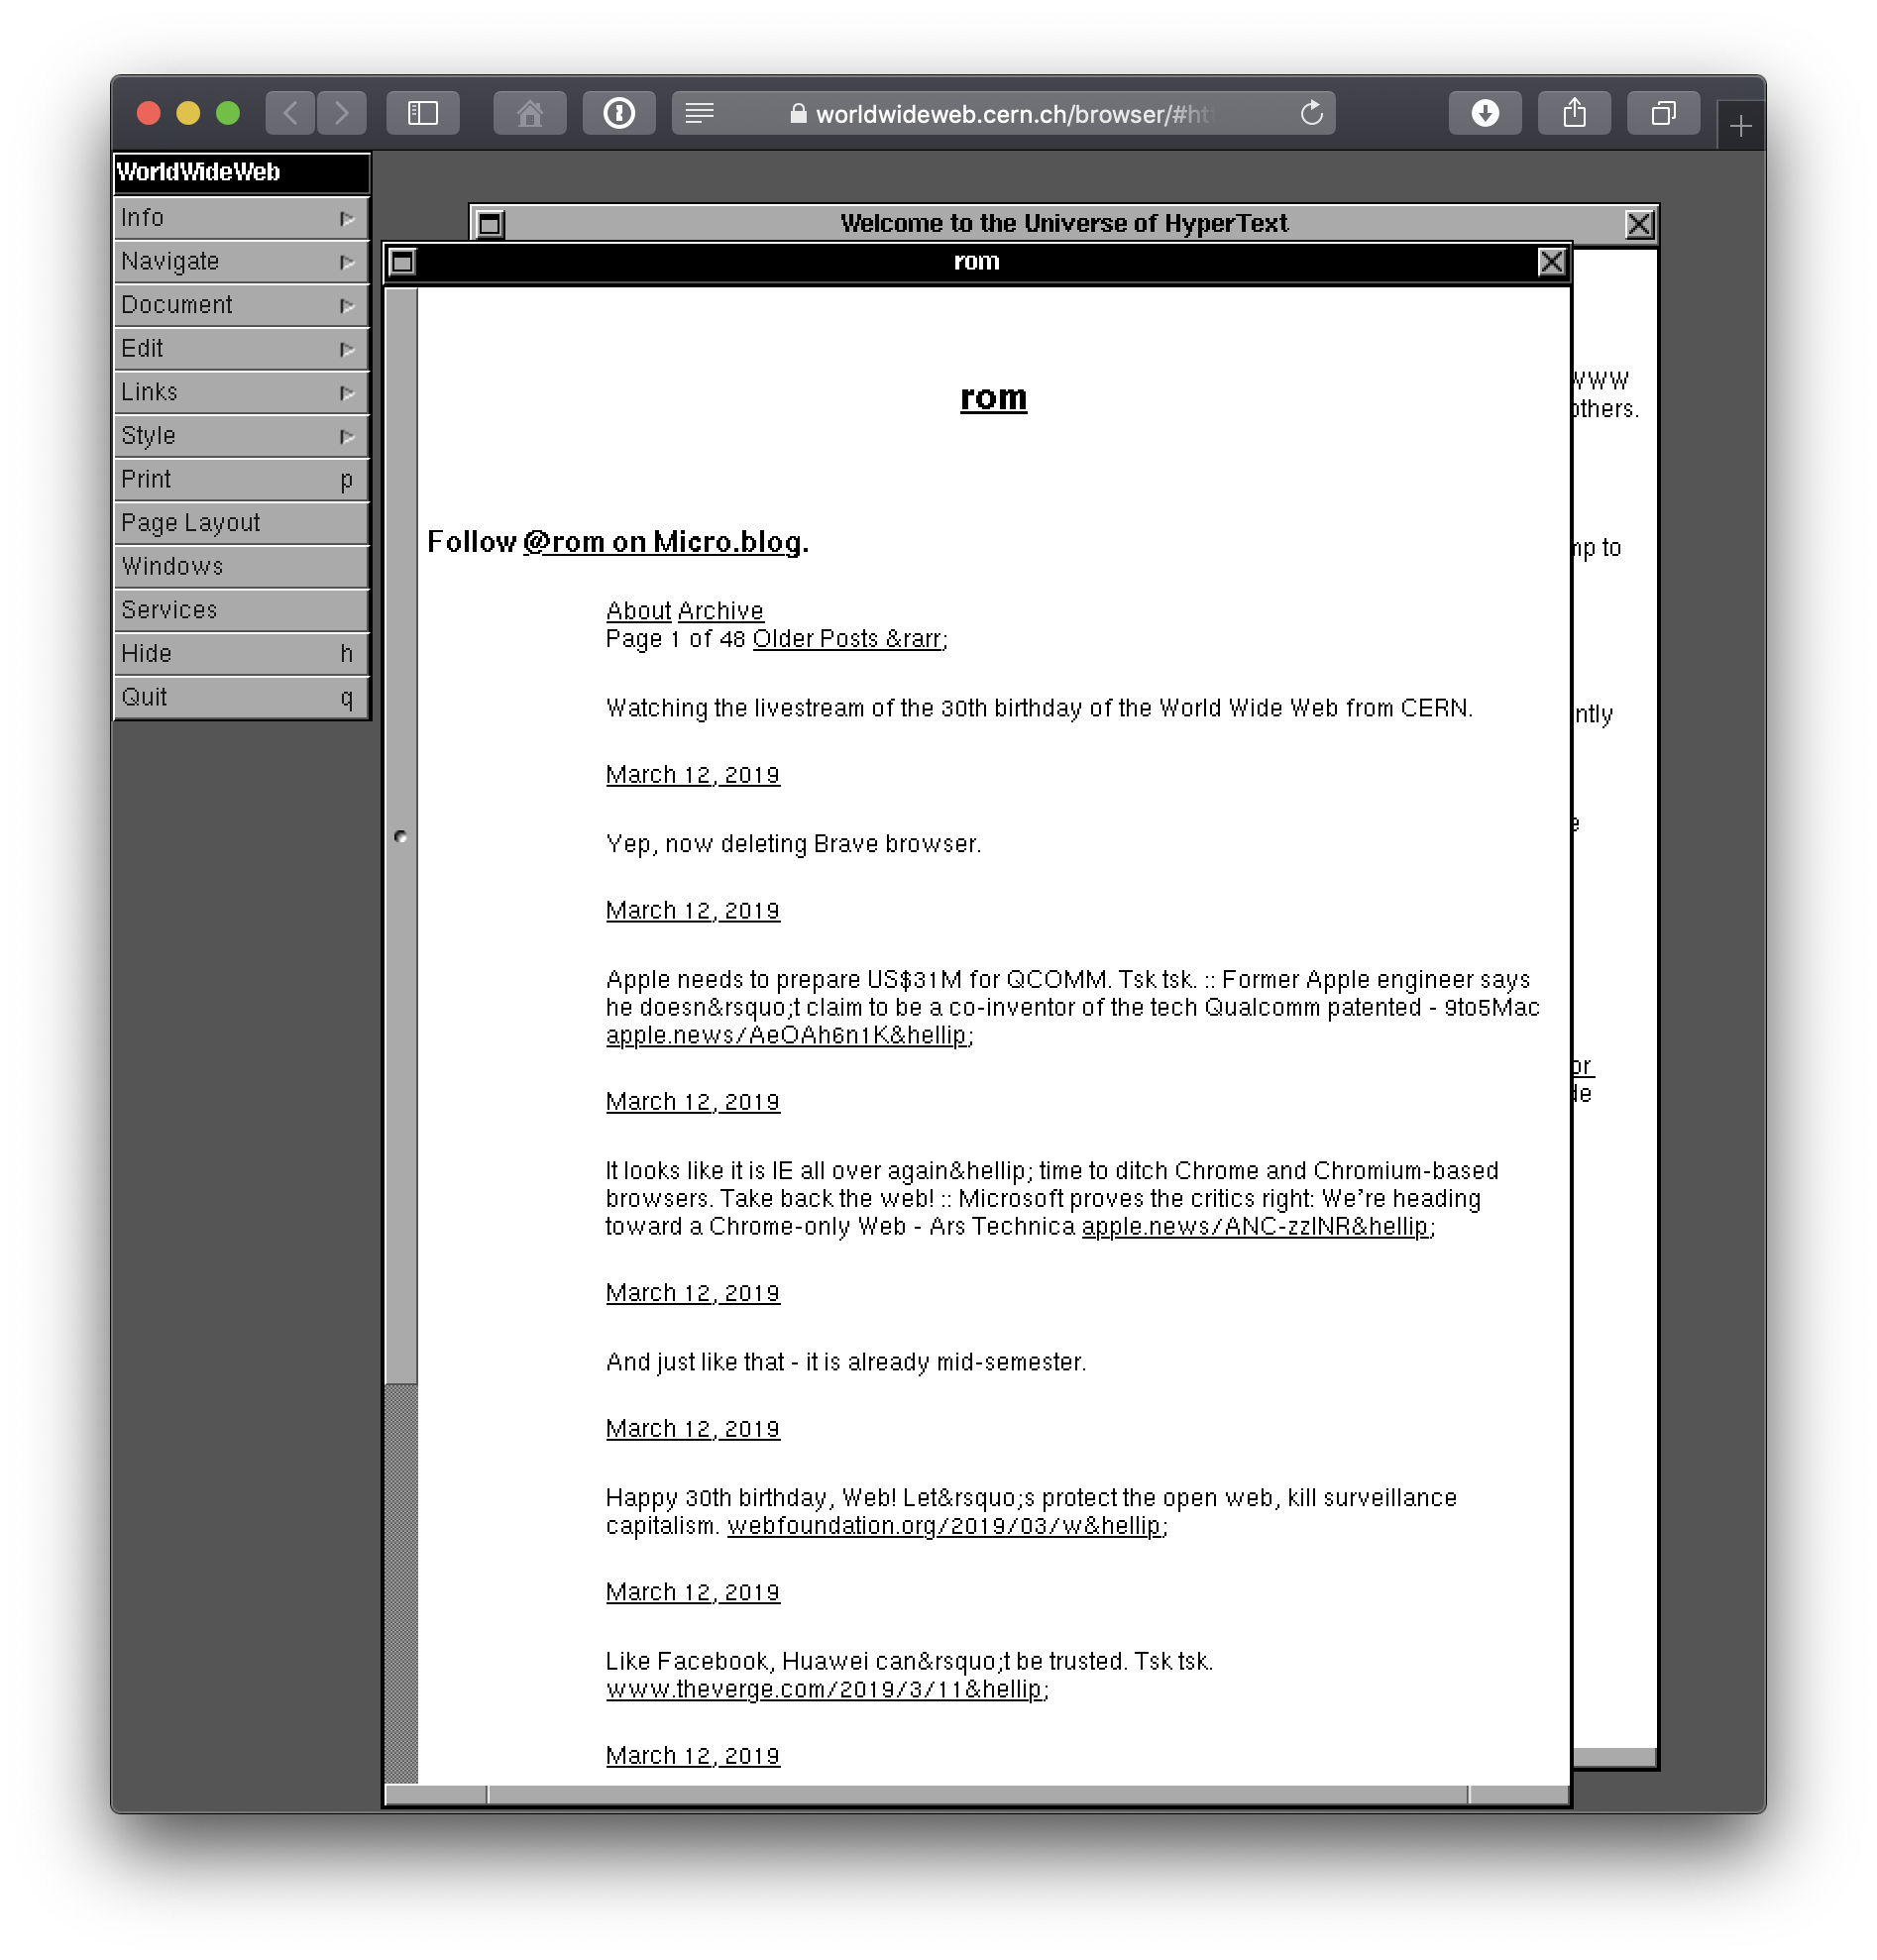 worldwideweb.cern.ch/browser/#htt
WorldWideWeb
Info
Navigate
Document
Edit
Links
Style
Print p
Page Layout
Windows
Services
Hide h
Quit q
Welcome to the Universe of HyperText
rom
rom
Follow @rom on Micro.blog.
About Archive
Page 1 of 48 Older Posts &rarr;
Watching the livestream of the 30th birthday of the World Wide Web from CERN.
March 12, 2019
Yep, now deleting Brave browser.
March 12, 2019
Apple needs to prepare US$31M for QCOMM. Tsk tsk. :: Former Apple engineer says
he doesn&rsquo;t claim to be a co-inventor of the tech Qualcomm patented - 9to5Mac
apple.news/AeOAh6n1K&hellip;
March 12, 2019
It looks like it is IE all over again&hellip; time to ditch Chrome and Chromium-based
browsers. Take back the web! :: Microsoft proves the critics right: We’re heading
toward a Chrome-only Web - Ars Technica apple.news/ANC-zzINR&hellip;
March 12, 2019
And just like that - it is already mid-semester.
March 12, 2019
Happy 30th birthday, Web! Let&rsquo;s protect the open web, kill surveillance
capitalism. webfoundation.org/2019/03/w&hellip;
March 12, 2019
Like Facebook, Huawei can&rsquo;t be trusted. Tsk tsk.
www.theverge.com/2019/3/11&hellip;
March 12, 2019
WWW
others.
to
or